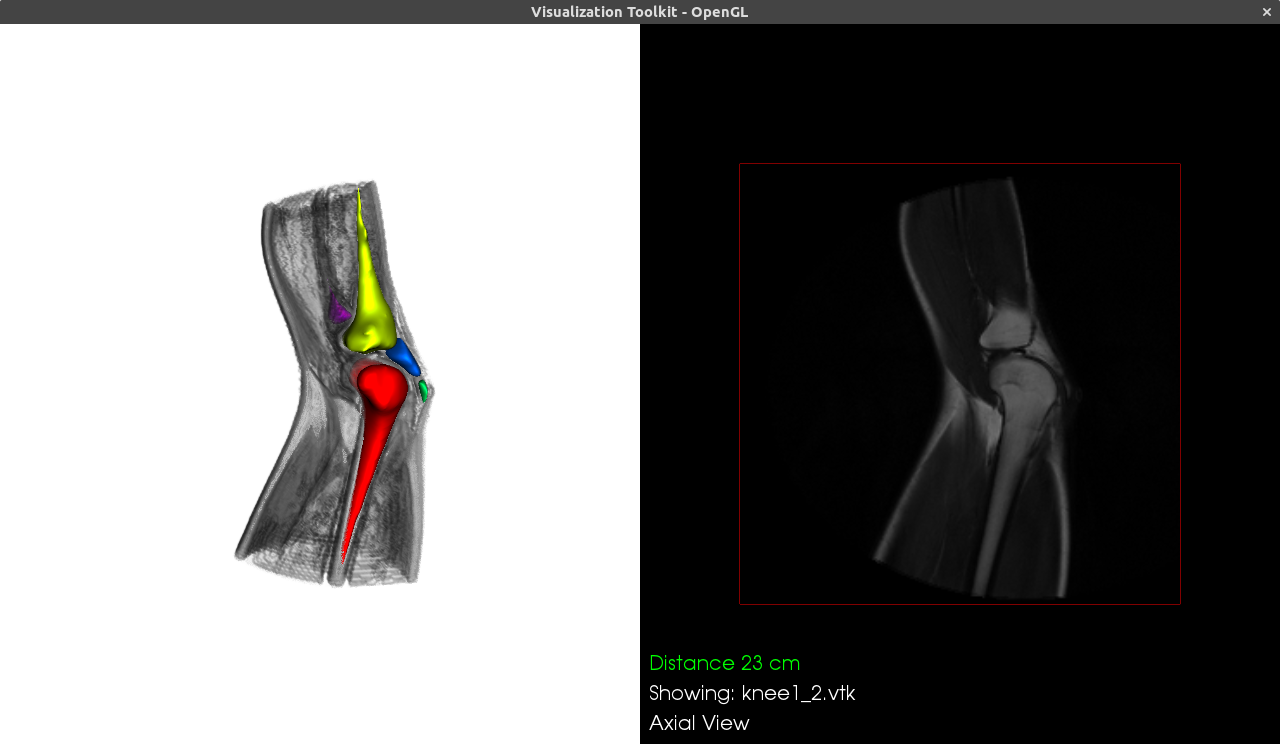 Visualization Toolkit - OpenGL
Distance 23 cm
Showing: knee1_2.vtk
Axial View